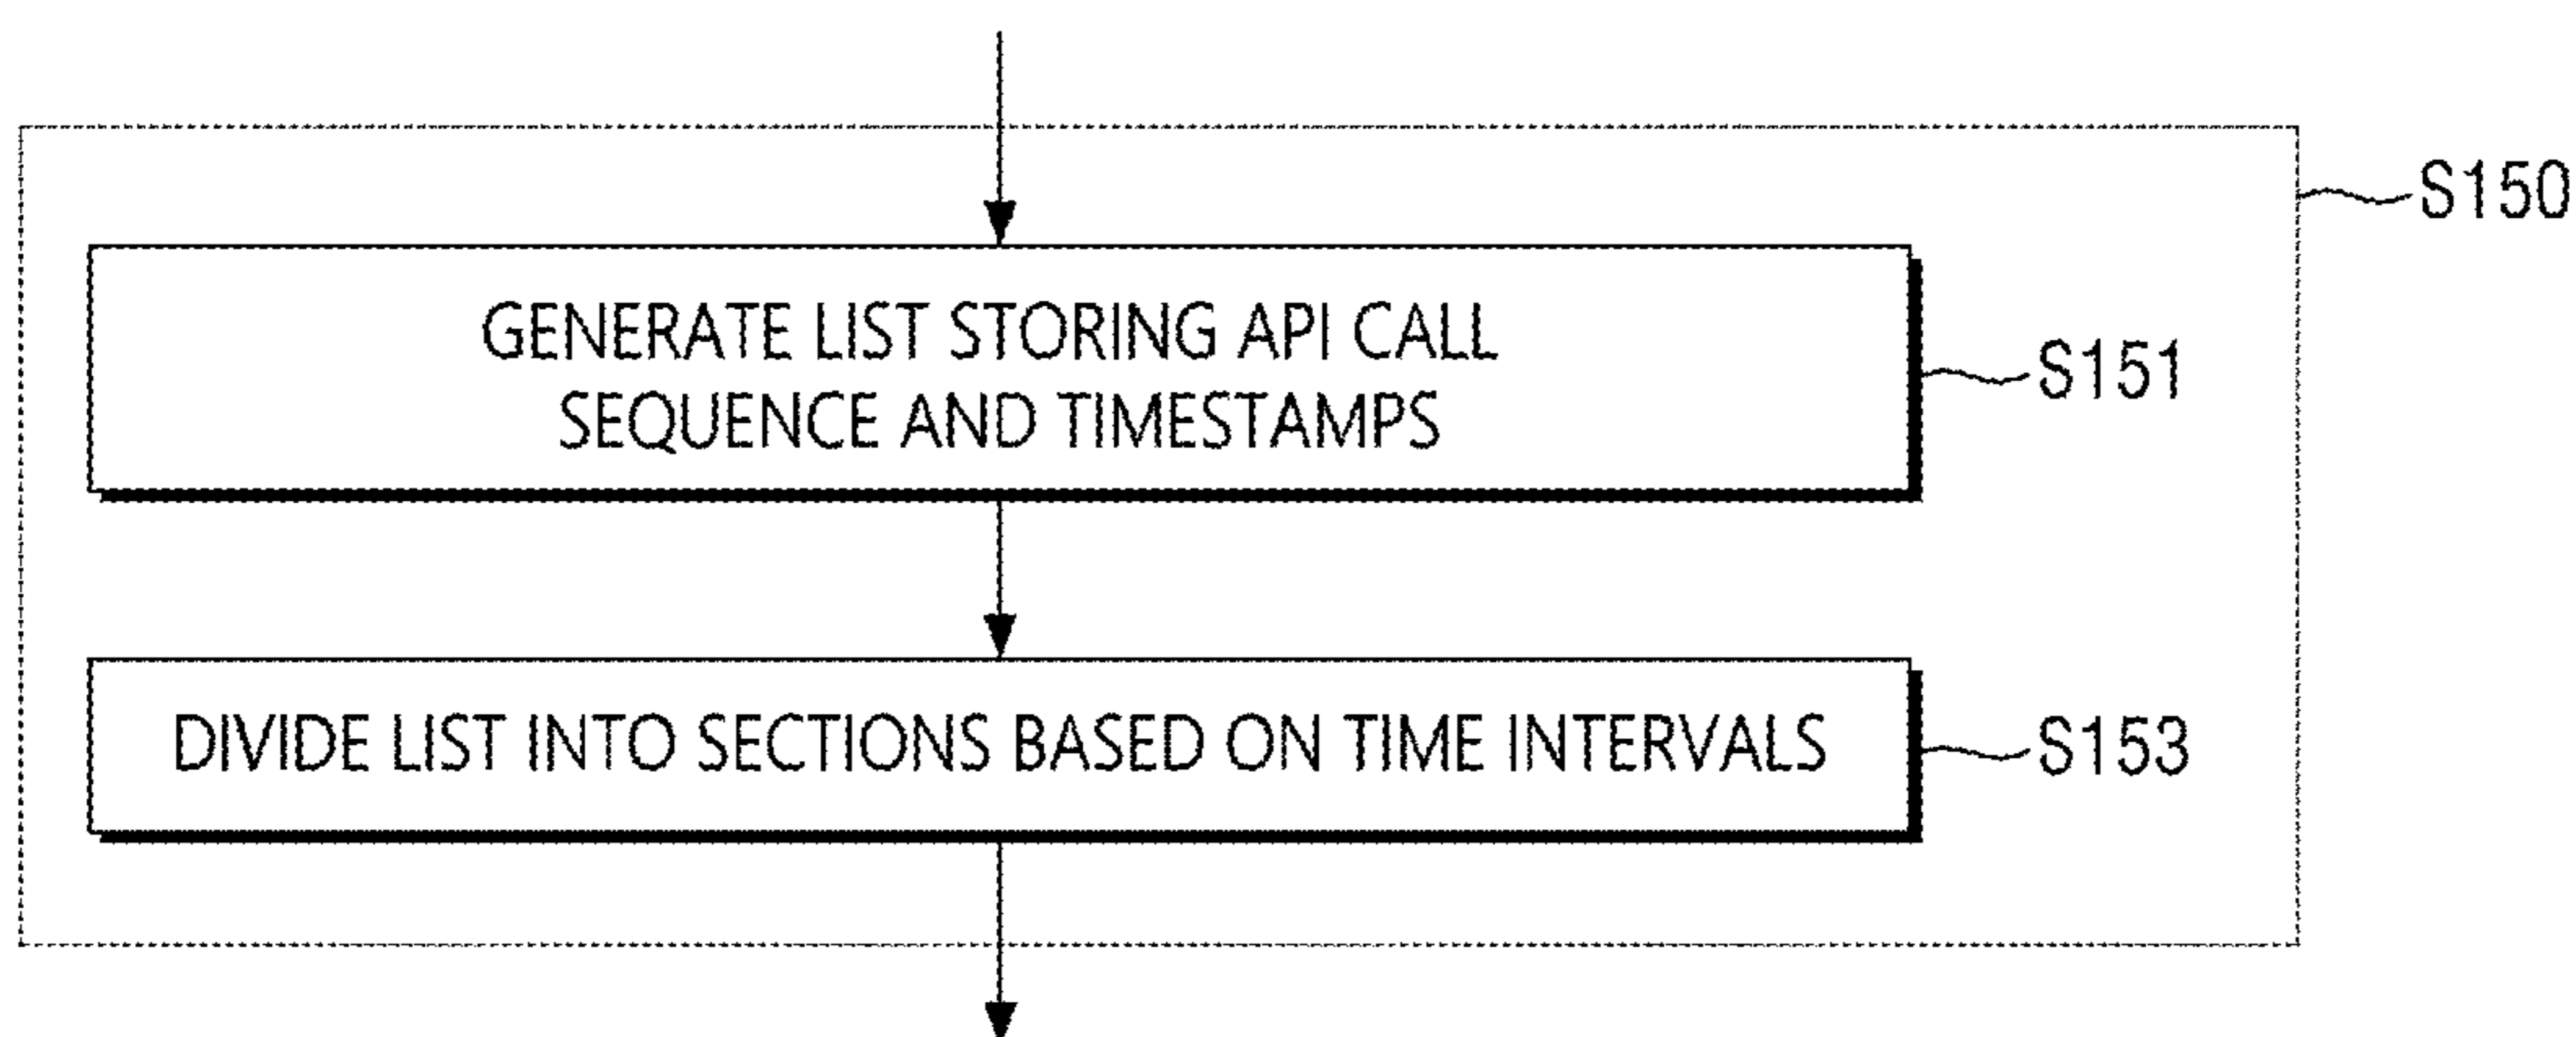 S150
GENERATE LIST STORING API CALL
SEQUENCE AND TIMESTAMPS
S151
DIVIDE LIST INTO SECTIONS BASED ON TIME INTERVALS
S153